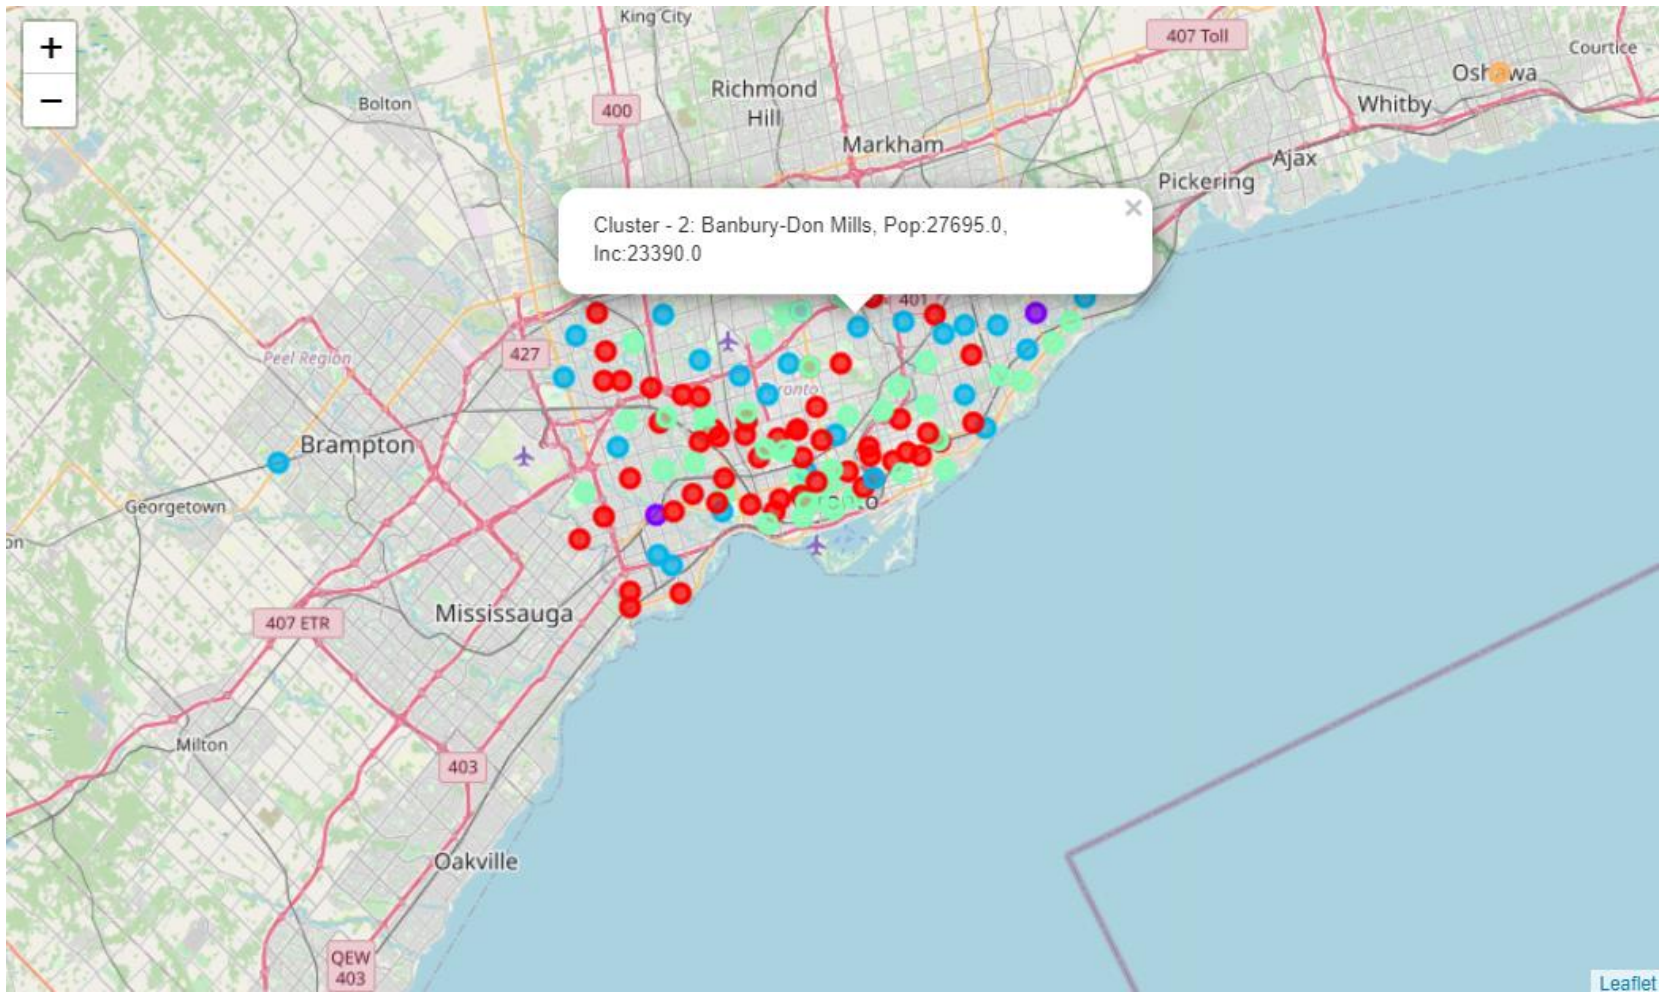 +
−
King City
407 Toll
Courtice
Oshawa
Whitby
Bolton
400
Richmond
Hill
Markham
Ajax
Pickering
×
Cluster - 2: Banbury-Don Mills, Pop:27695.0,
Inc:23390.0
401
427
Peel Region
Brampton
Georgetown
407 ETR
Mississauga
Milton
403
Oakville
QEW
403
Leaflet